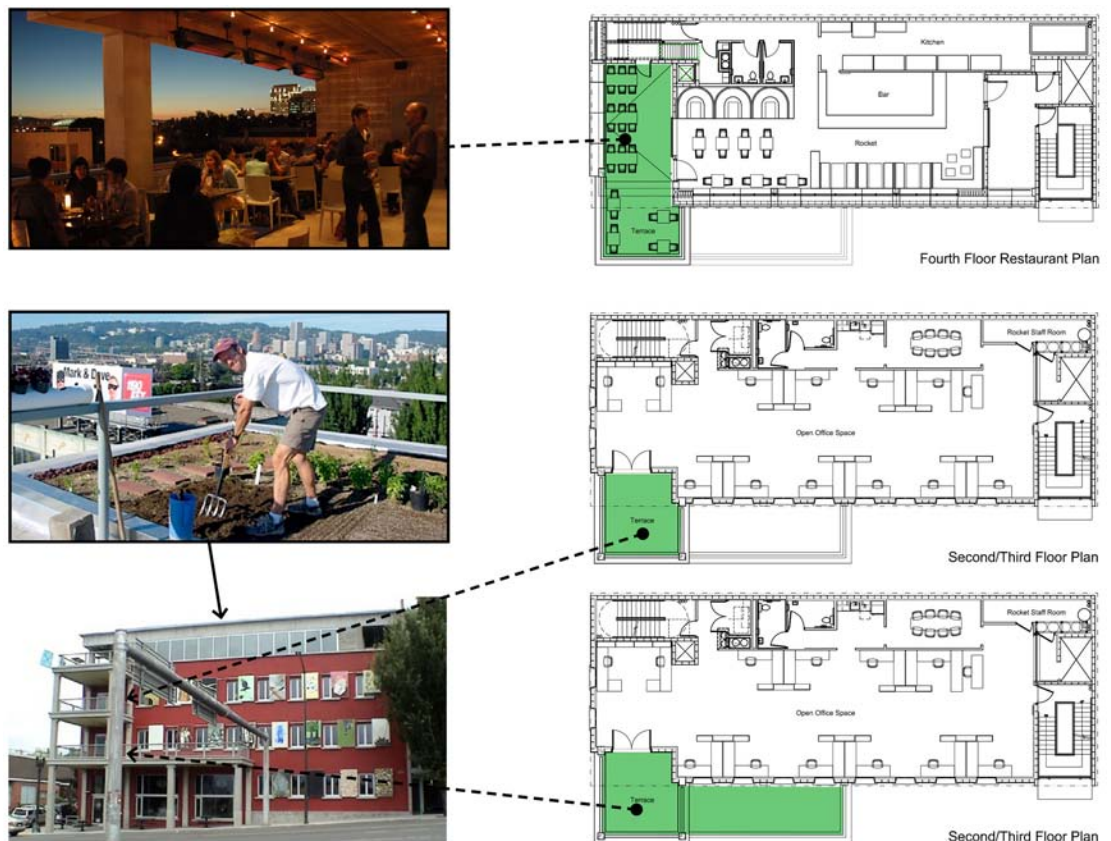 Kitchen
Bar
Rocket
Terrace
Fourth Floor Restaurant Plan
Mark & Dave
Rocket Staff Room
Open Office Space
Terrace
Second/Third Floor Plan
Rocket Staff Room
Open Office Space
Terrace
Second/Third Floor Plan